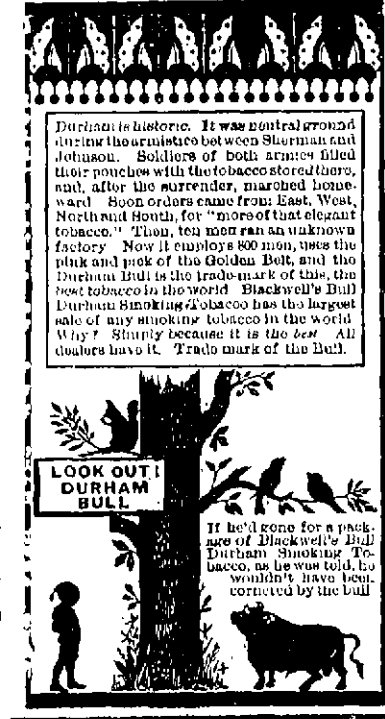 Durham is historic. It was neutral ground
during the armistice between Sherman and
Johnson. Soldiers of both armies filled
their pouches with the tobacco stored there,
and, after the surrender, marched home-
ward Soon orders came from East, West,
North and South, for "more of that elegant
tobacco." Then, ten men ran an unknown
factory Now it employs 800 men, uses the
pink and pick of the Golden Belt, and the
Durham Bull is the trade-mark of this, the
best tobacco in the world Blackwell's Bull
Durham Smoking Tobacco has the largest
sale of any smoking tobacco in the world
Why? Simply because it is the best All
dealers have it. Trade mark of the Bull.
LOOK OUT!
DURHAM
BULL
If he'd gone for a pack-
age of Blackwell's Bull
Durham Smoking To-
bacco, as he was told, he
wouldn't have been
cornered by the bull